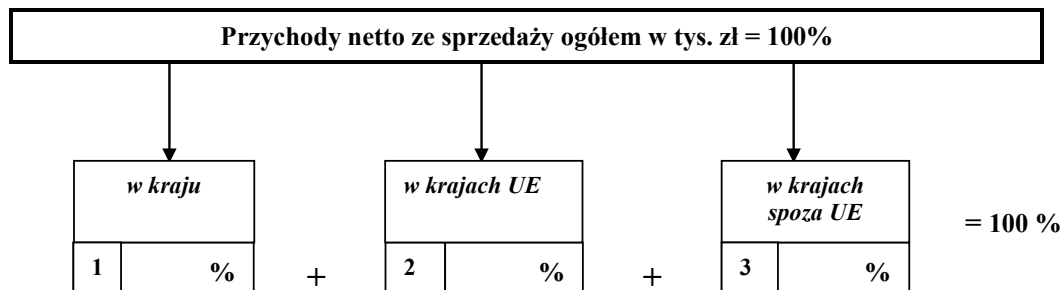 Przychody netto ze sprzedaży ogółem w tys. zł = 100%
w kraju
w krajach UE
w krajach
spoza UE
= 100 %
1 % + 2 % + 3 %